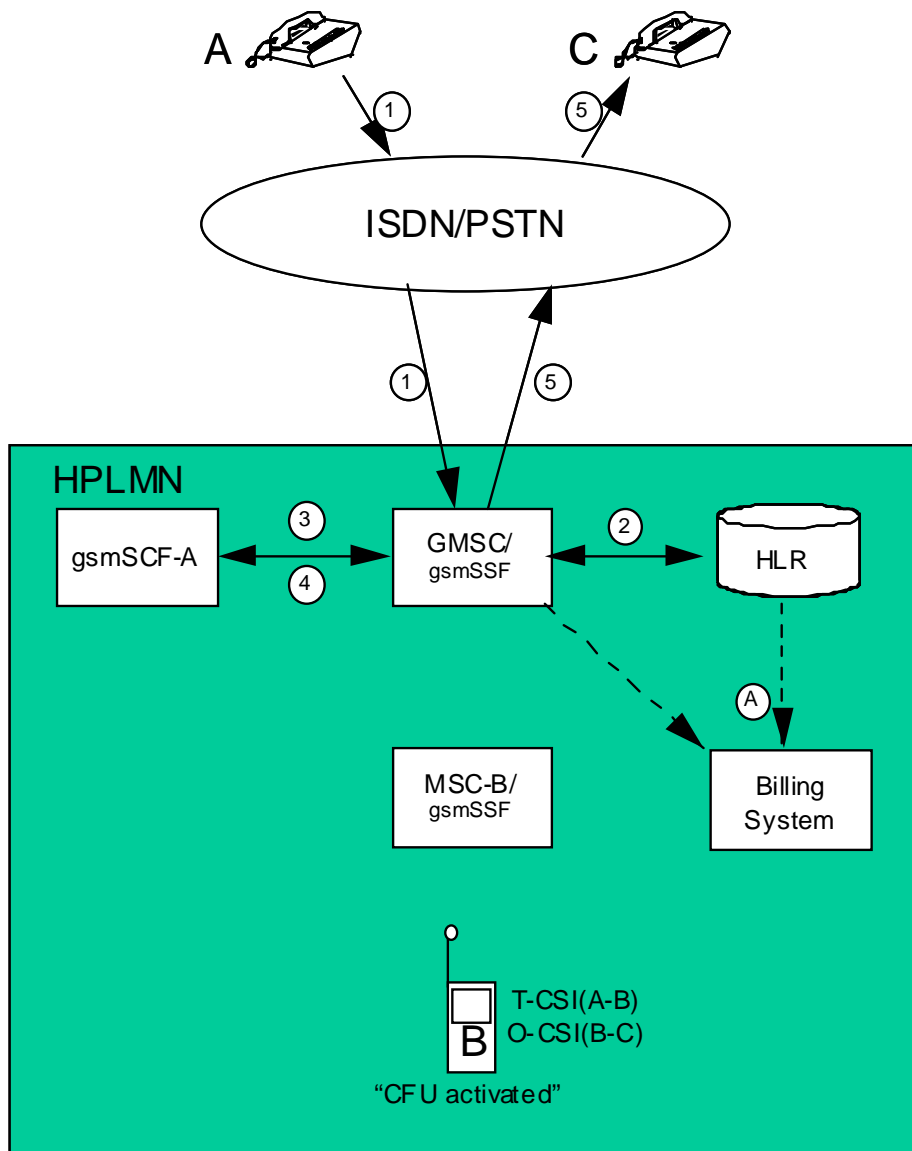 A
C
1
5
ISDN/PSTN
1
5
HPLMN
gsmSCF-A
3
4
GMSC/
gsmSSF
2
HLR
A
MSC-B/
gsmSSF
Billing
System
B
T-CSI(A-B)
O-CSI(B-C)
“CFU activated”